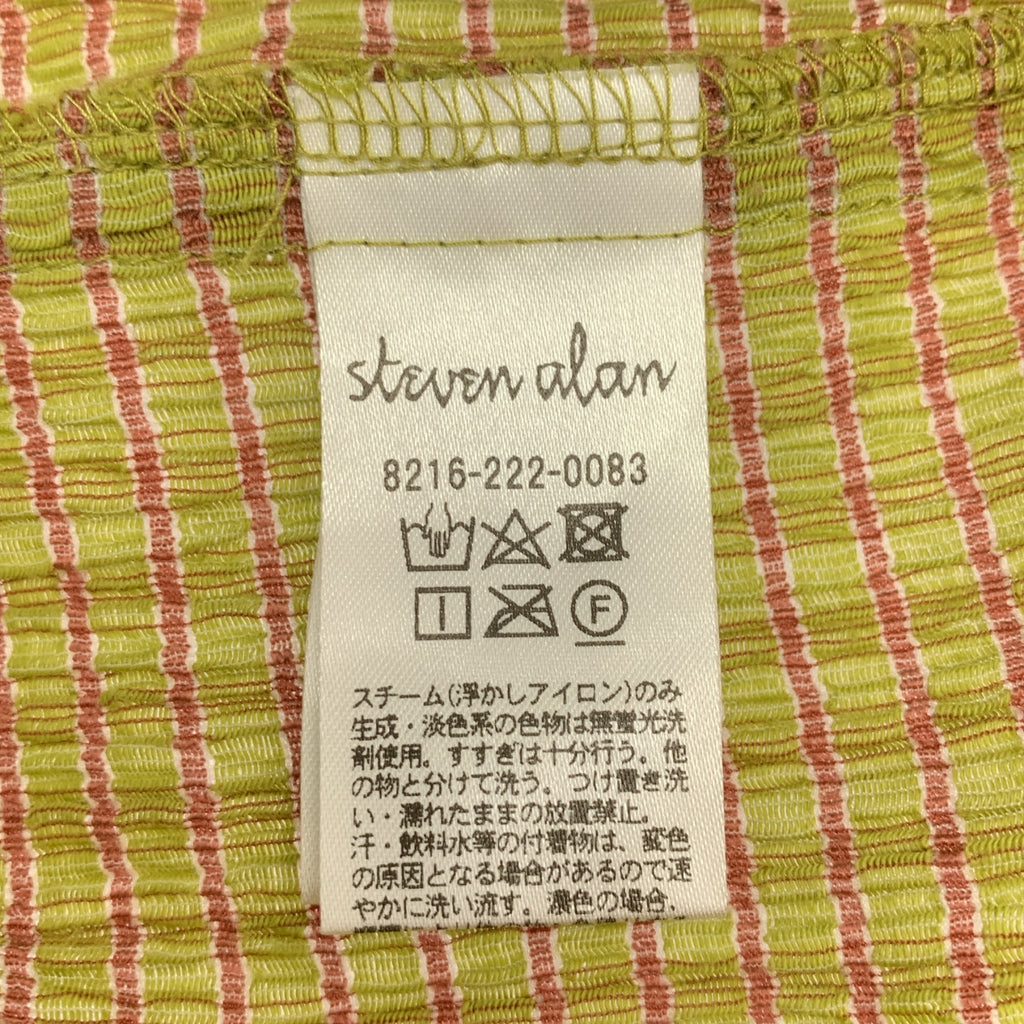 steven alan
8216-222-0083
F
スチーム(浮かしアイロン)のみ
生成・淡色系の色物は無蛍光洗
剤使用。すすぎは十分行う。他
の物と分けて洗う。つけ置き洗
い・濡れたままの放置禁止。
汗・飲料水等の付着物は、変色
の原因となる場合があるので速
やかに洗い流す。濃色の場合、